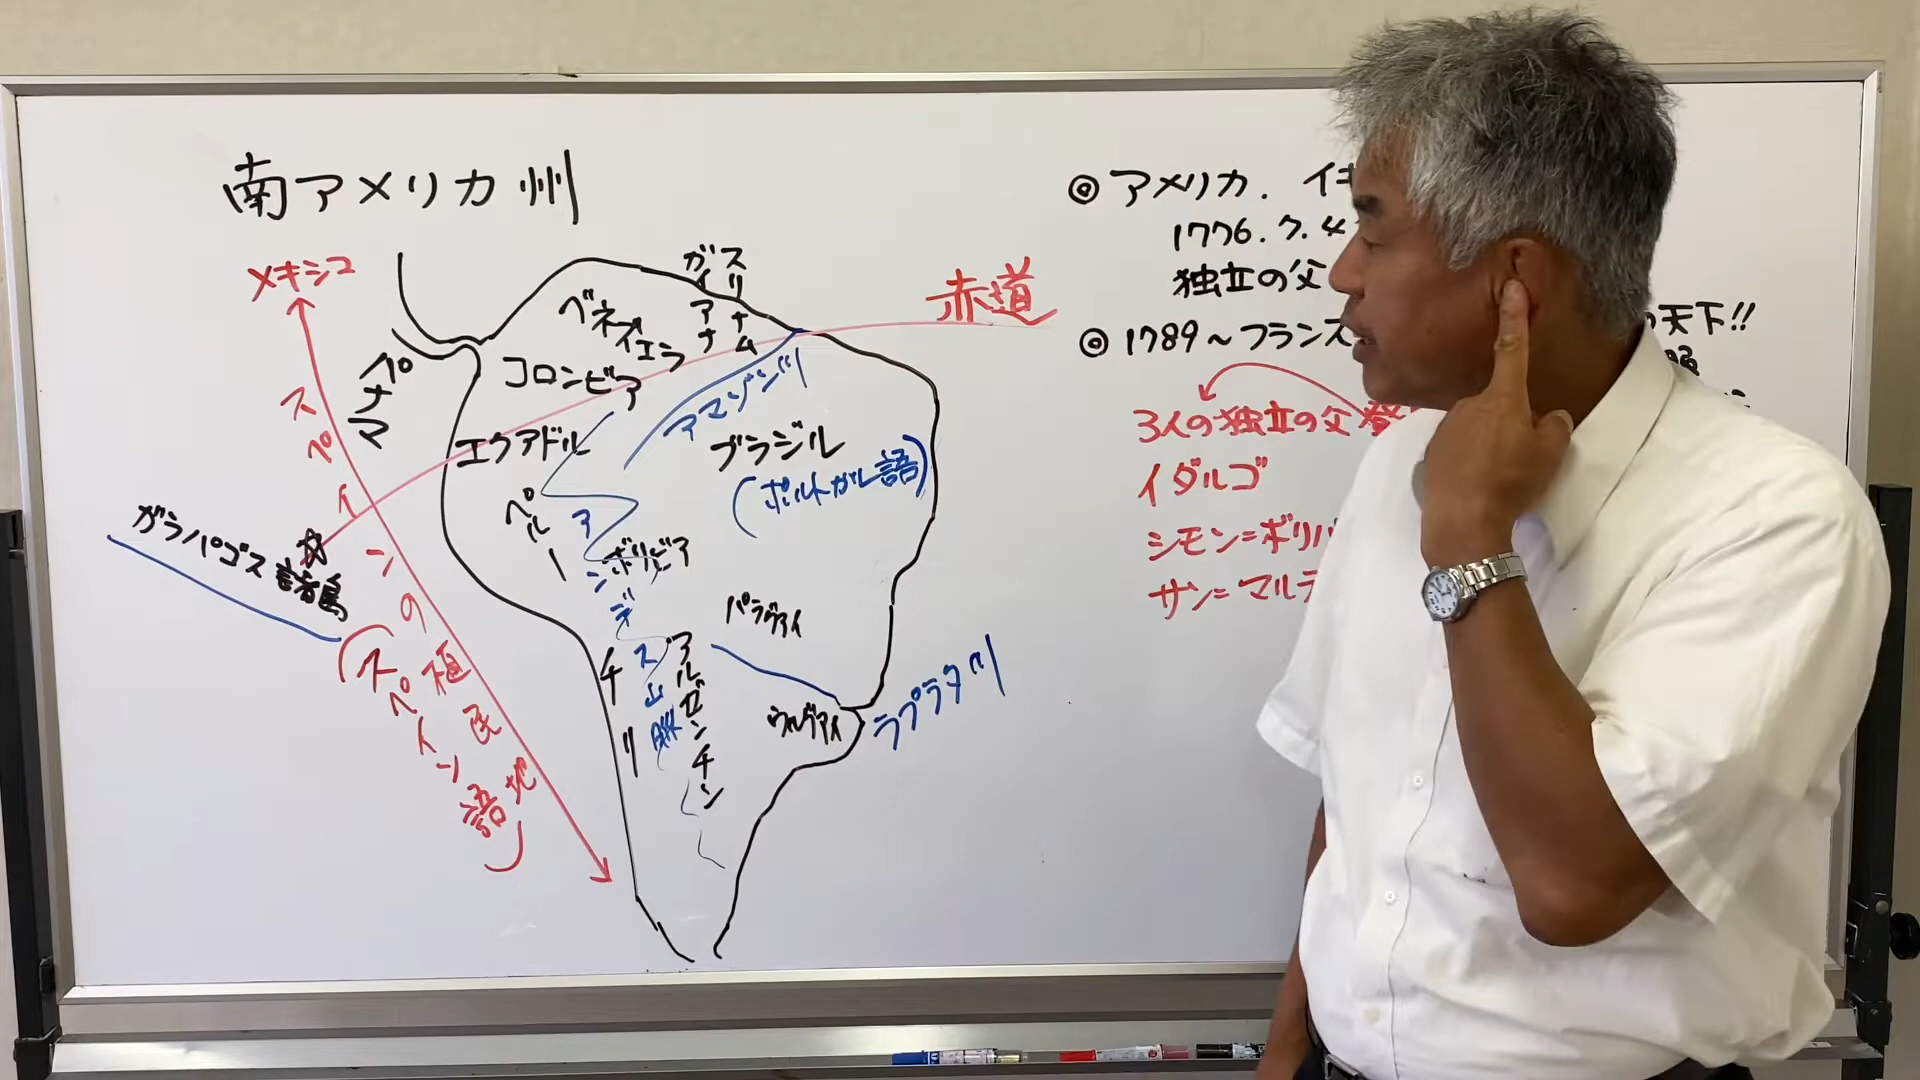 南アメリカ州
メキシコ
スペインの植民地
(スペイン語)
パナマ
ガラパゴス諸島
ベネズエラ
ガイアナ
スリナム
赤道
コロンビア
アマゾン川
エクアドル
ブラジル
(ポルトガル語)
ペルー
アンデス山脈
ボリビア
パラグアイ
チリ
アルゼンチン
ウルグアイ
ラプラタ川
◎アメリカ. イギ
1776.7.4
独立の父
◎1789~フランス
天下!!
3人の独立の父
イダルゴ
シモン=ボリバ
サン=マルテ